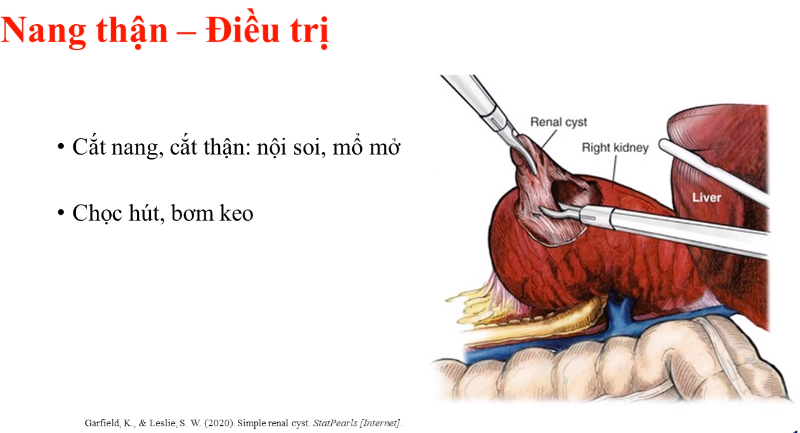 Nang thận – Điều trị
• Cắt nang, cắt thận: nội soi, mổ mở
• Chọc hút, bơm keo
Renal cyst
Right kidney
Liver
Garfield, K., & Leslie, S. W. (2020). Simple renal cyst. StatPearls [Internet].